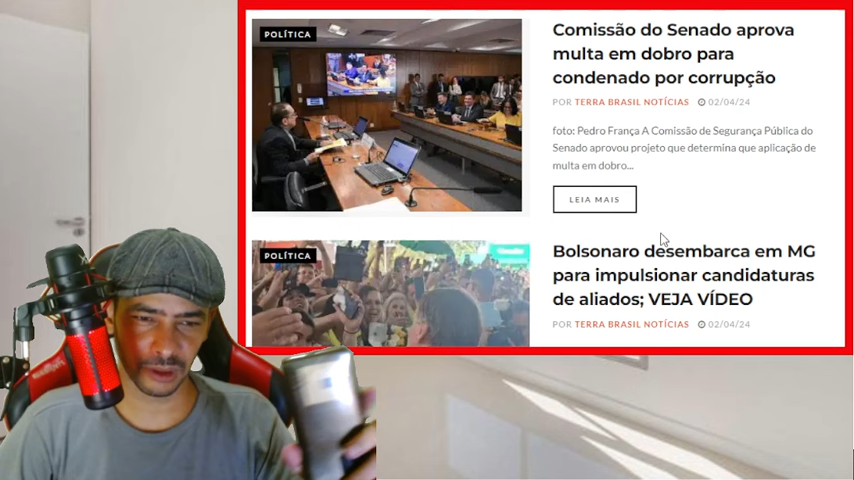 POLÍTICA
Comissão do Senado aprova
multa em dobro para
condenado por corrupção
POR TERRA BRASIL NOTÍCIAS 02/04/24
foto: Pedro França A Comissão de Segurança Pública do
Senado aprovou projeto que determina que aplicação de
multa em dobro...
LEIA MAIS
POLÍTICA
Bolsonaro desembarca em MG
para impulsionar candidaturas
de aliados; VEJA VÍDEO
POR TERRA BRASIL NOTÍCIAS 02/04/24